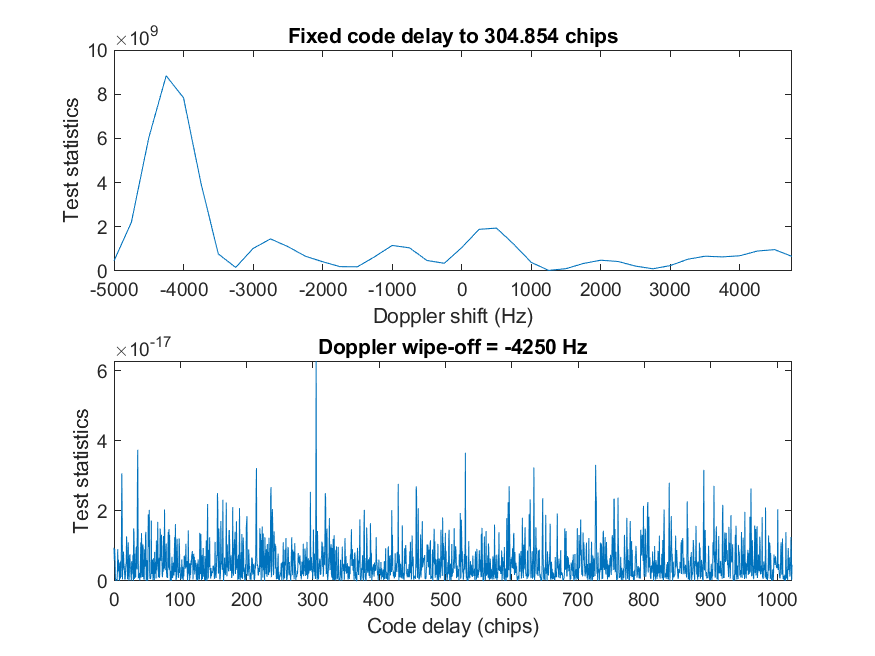 ×10^9
Fixed code delay to 304.854 chips
10
8
6
4
2
0
Test statistics
-5000 -4000 -3000 -2000 -1000 0 1000 2000 3000 4000
Doppler shift (Hz)
×10^-17
Doppler wipe-off = -4250 Hz
6
4
2
0
Test statistics
0 100 200 300 400 500 600 700 800 900 1000
Code delay (chips)